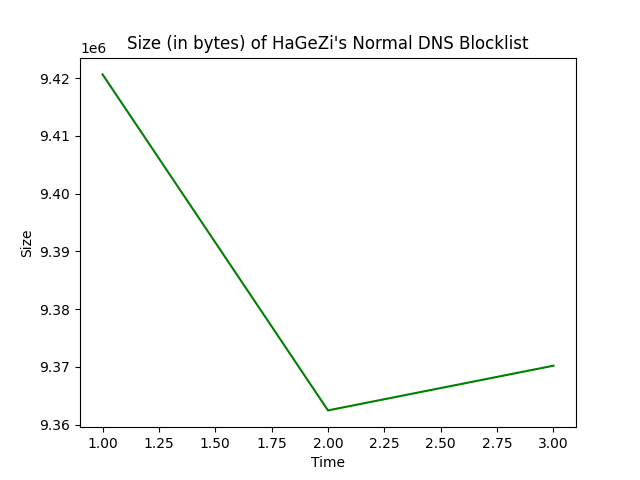 Size (in bytes) of HaGeZi's Normal DNS Blocklist
1e6
9.42
9.41
9.40
9.39
9.38
9.37
9.36
Size
1.00 1.25 1.50 1.75 2.00 2.25 2.50 2.75 3.00
Time